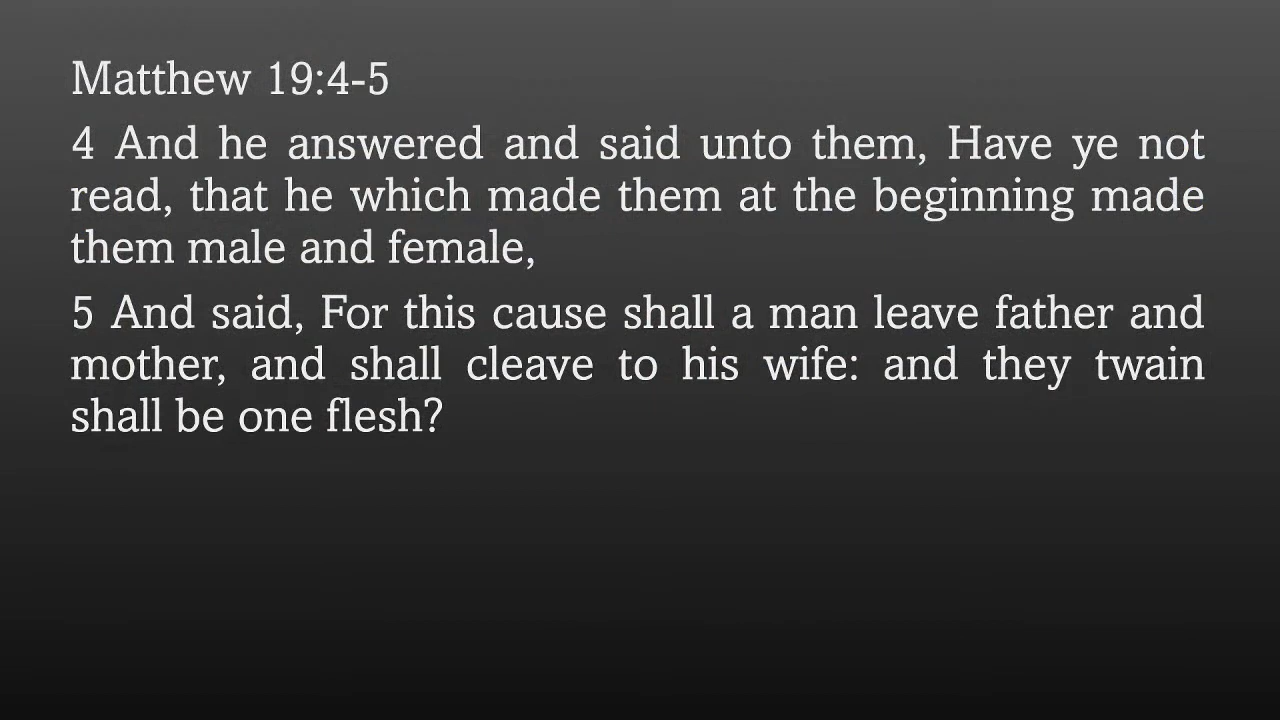 Matthew 19:4-5
4 And he answered and said unto them, Have ye not
read, that he which made them at the beginning made
them male and female,
5 And said, For this cause shall a man leave father and
mother, and shall cleave to his wife: and they twain
shall be one flesh?